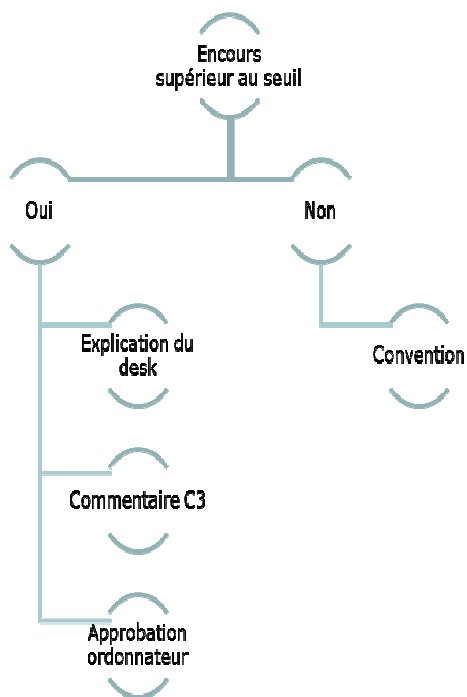 Encours
supérieur au seuil
Oui
Non
Explication du
desk
Convention
Commentaire C3
Approbation
ordonnateur